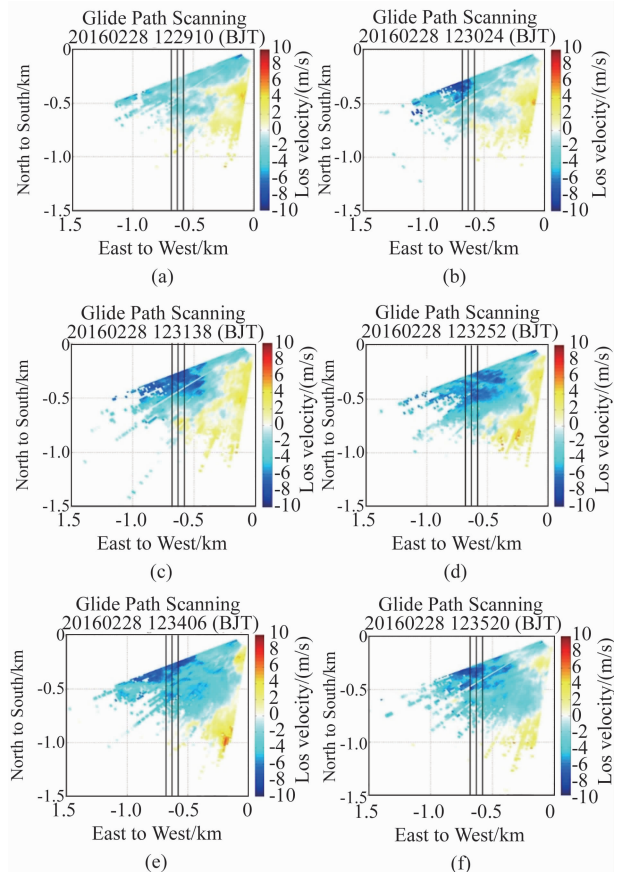 Glide Path Scanning
20160228 122910 (BJT)
North to South/km
0
-0.5
-1.0
-1.5
1.5 -1.0 -0.5 0
East to West/km
10
8
6
4
2
0
-2
-4
-6
-8
-10
Los velocity/(m/s)
(a)
Glide Path Scanning
20160228 123024 (BJT)
North to South/km
0
-0.5
-1.0
-1.5
1.5 -1.0 -0.5 0
East to West/km
10
8
6
4
2
0
-2
-4
-6
-8
-10
Los velocity/(m/s)
(b)
Glide Path Scanning
20160228 123138 (BJT)
North to South/km
0
-0.5
-1.0
-1.5
1.5 -1.0 -0.5 0
East to West/km
10
8
6
4
2
0
-2
-4
-6
-8
-10
Los velocity/(m/s)
(c)
Glide Path Scanning
20160228 123252 (BJT)
North to South/km
0
-0.5
-1.0
-1.5
1.5 -1.0 -0.5 0
East to West/km
10
8
6
4
2
0
-2
-4
-6
-8
-10
Los velocity/(m/s)
(d)
Glide Path Scanning
20160228 123406 (BJT)
North to South/km
0
-0.5
-1.0
-1.5
1.5 -1.0 -0.5 0
East to West/km
10
8
6
4
2
0
-2
-4
-6
-8
-10
Los velocity/(m/s)
(e)
Glide Path Scanning
20160228 123520 (BJT)
North to South/km
0
-0.5
-1.0
-1.5
1.5 -1.0 -0.5 0
East to West/km
10
8
6
4
2
0
-2
-4
-6
-8
-10
Los velocity/(m/s)
(f)